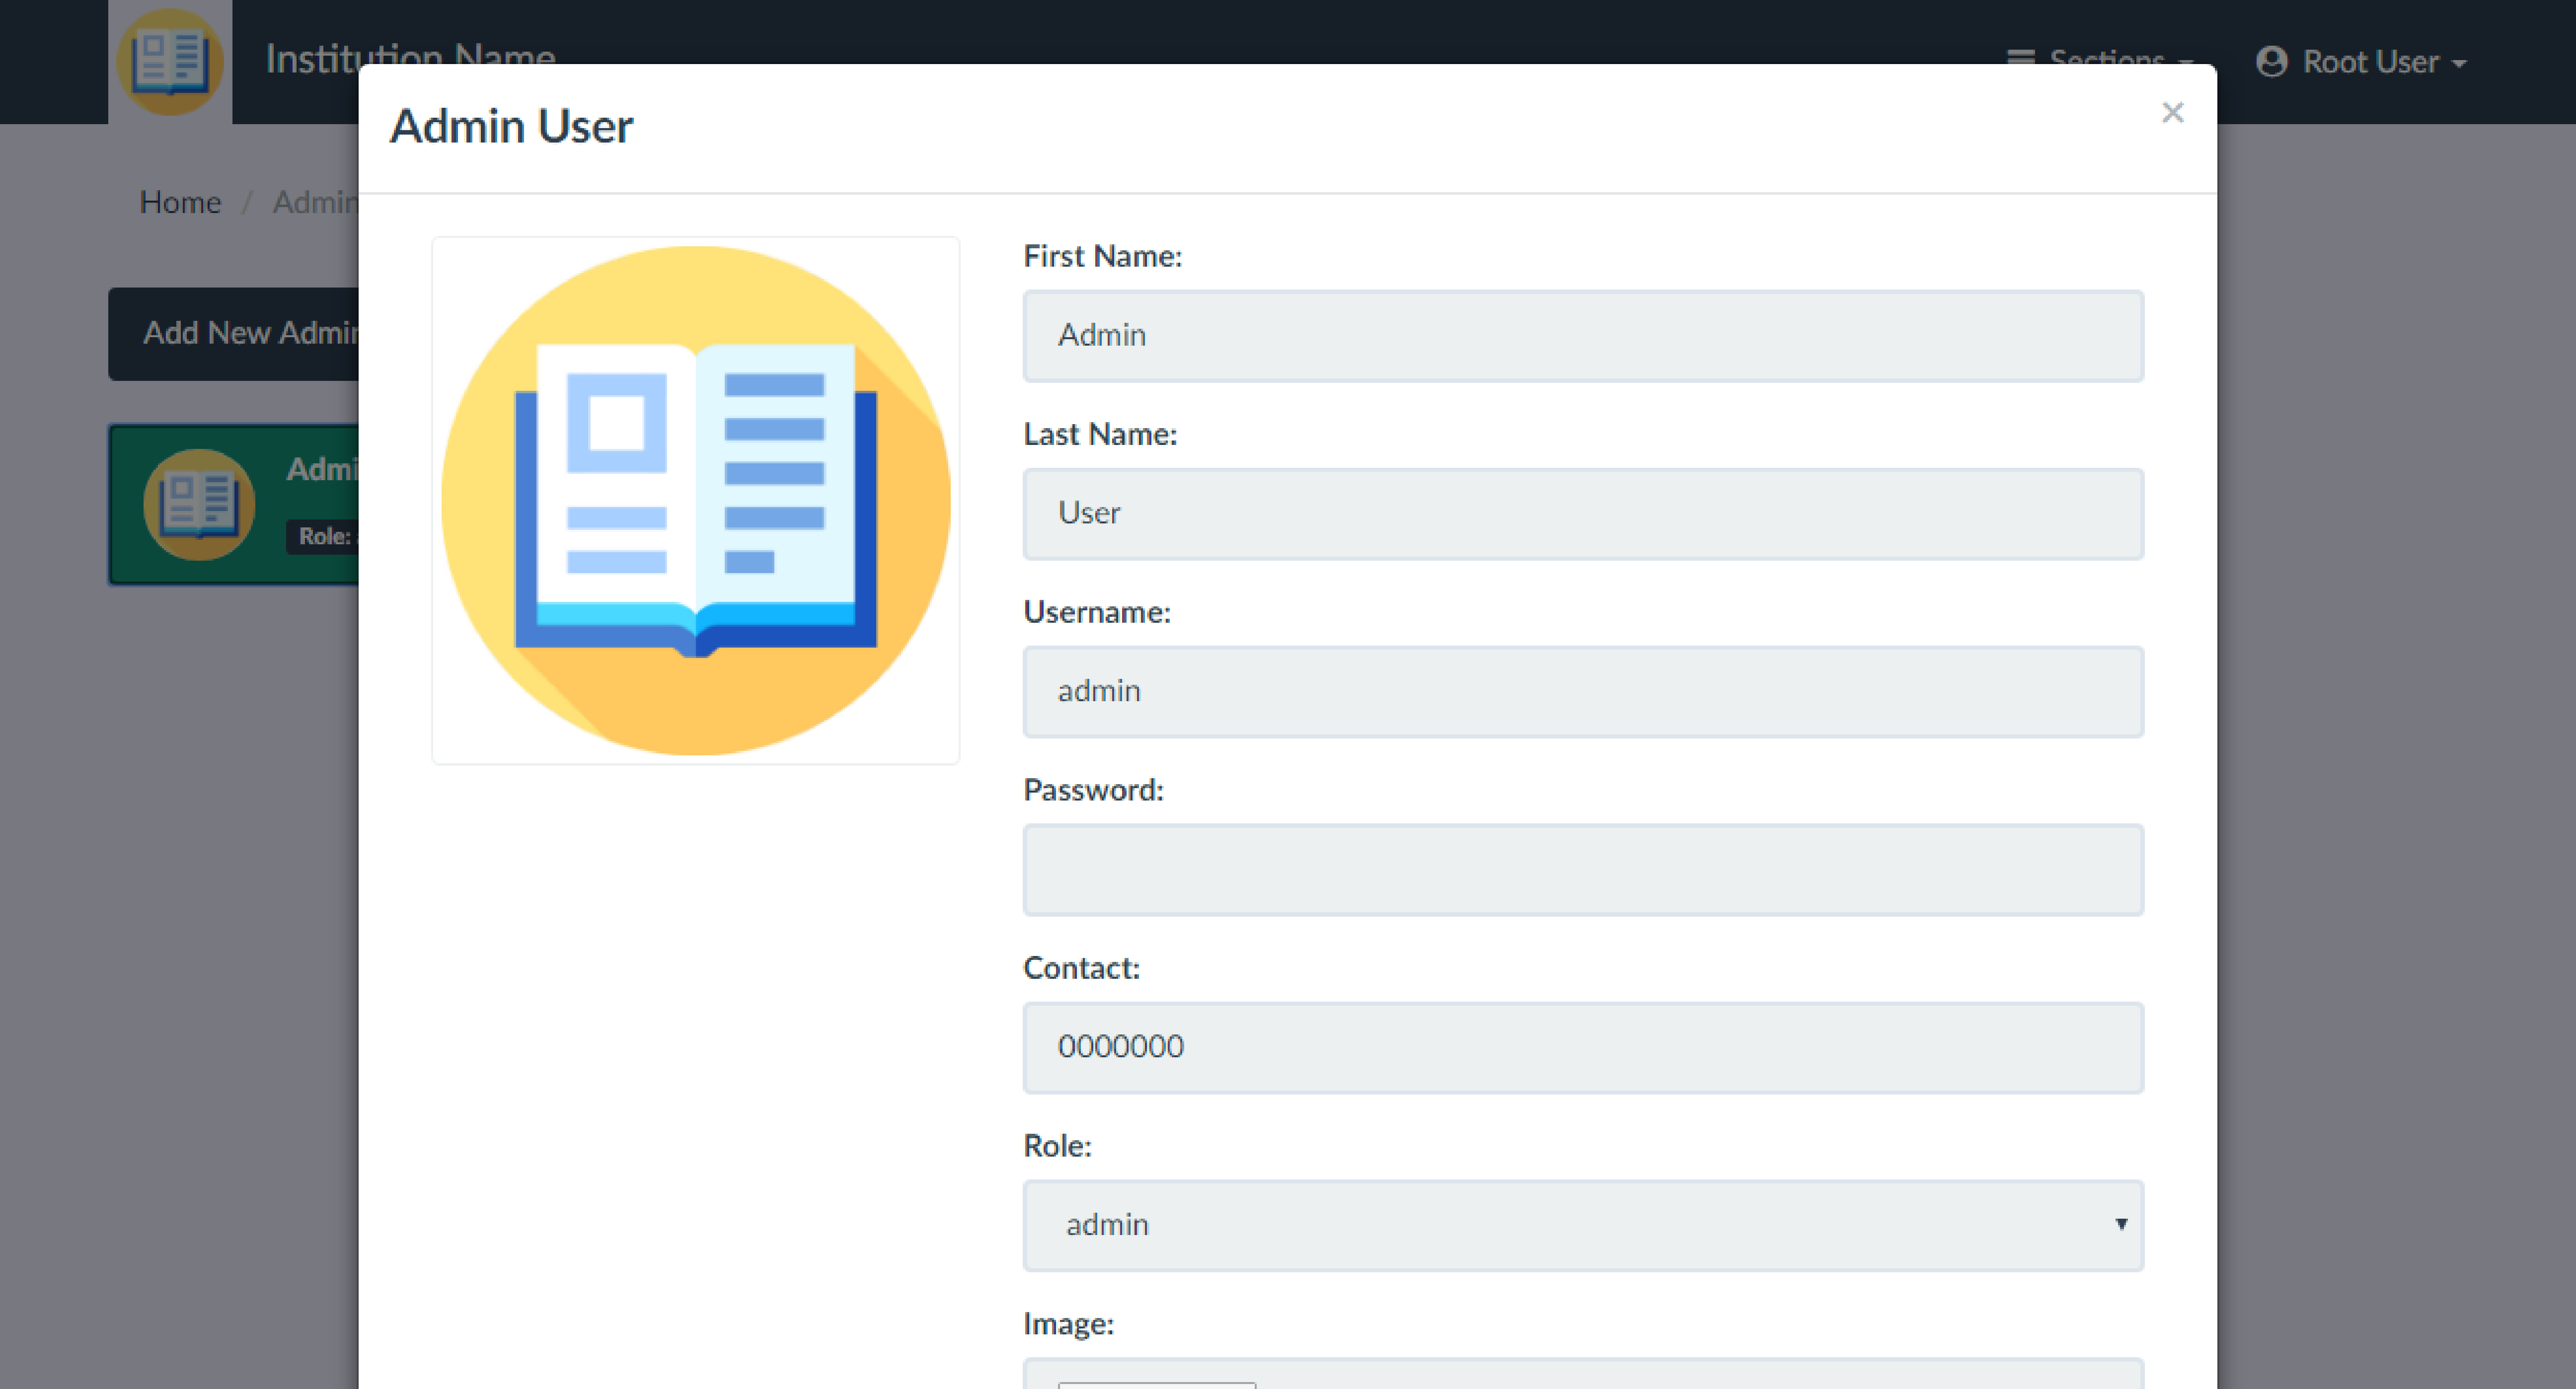 Institution Name
Sections
Root User
Admin User
×
Home / Admin
Add New Admin
Admi
Role:
First Name:
Admin
Last Name:
User
Username:
admin
Password:
Contact:
0000000
Role:
admin
Image: